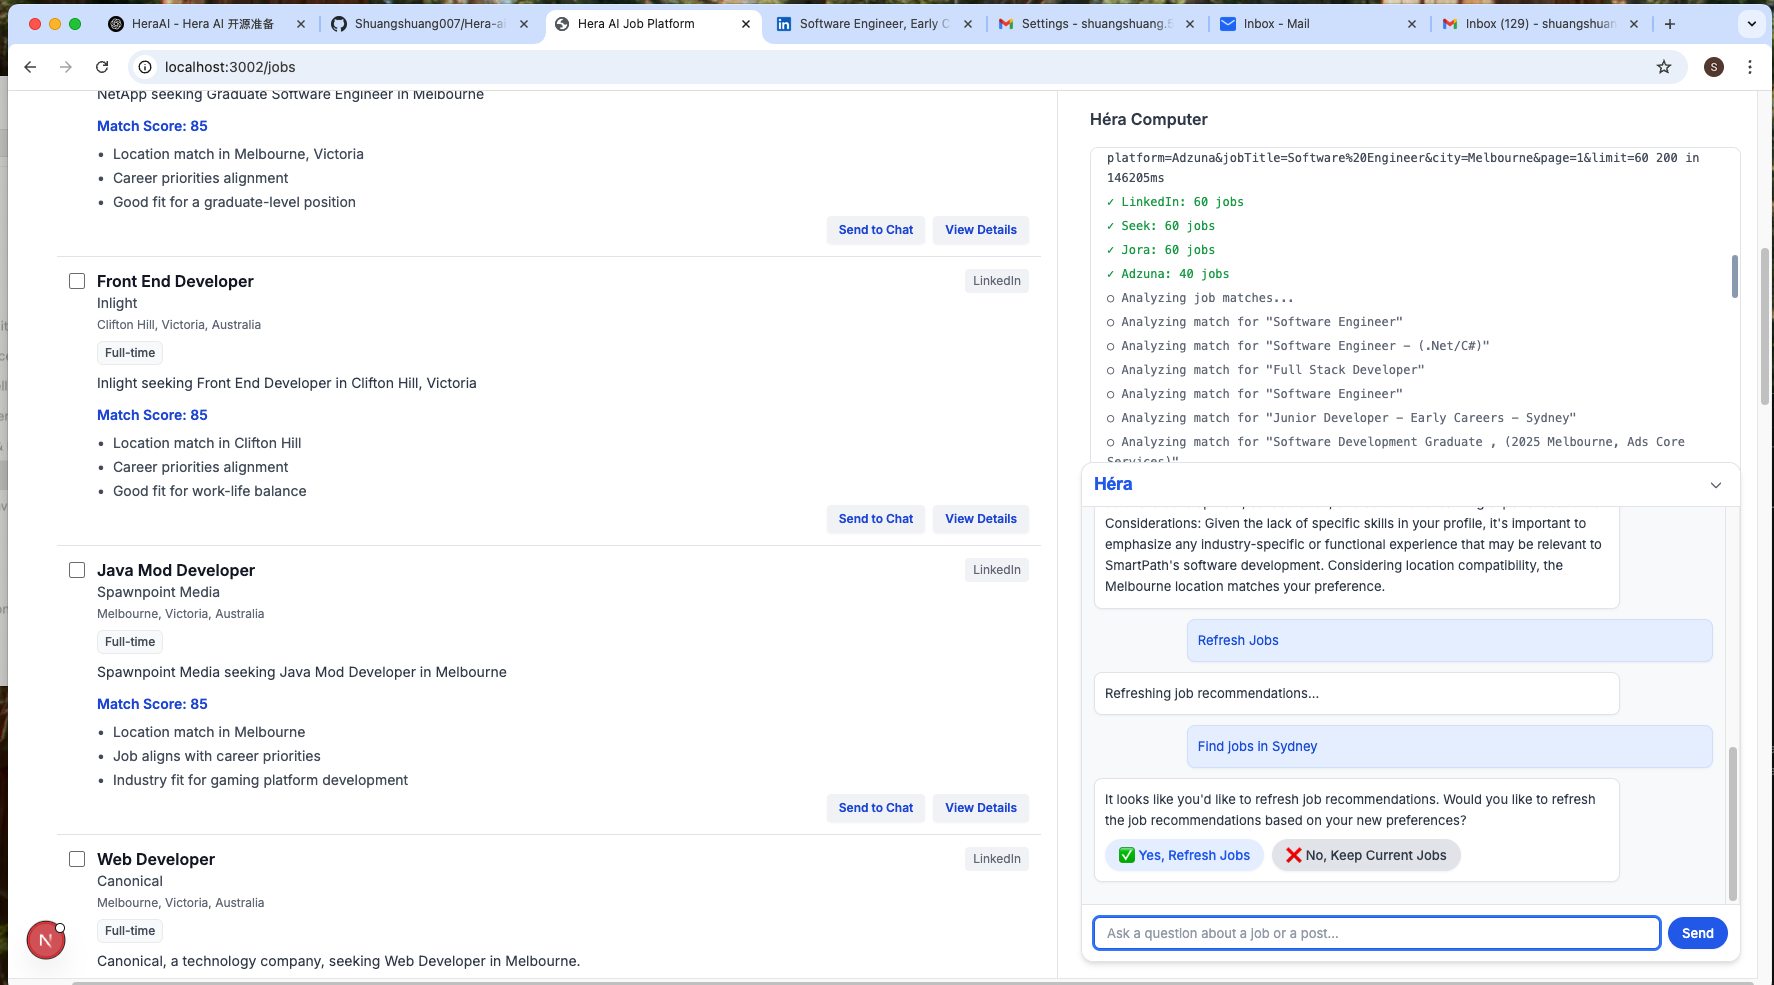 HeraAI - Hera AI 开源准备
Shuangshuang007/Hera-ai
Hera AI Job Platform
Software Engineer, Early C
Settings - shuangshuang.
Inbox - Mail
Inbox (129) - shuangshuan
localhost:3002/jobs
S
NetApp seeking Graduate Software Engineer in Melbourne
Match Score: 85
• Location match in Melbourne, Victoria
• Career priorities alignment
• Good fit for a graduate-level position
Send to Chat
View Details
Front End Developer
LinkedIn
Inlight
Clifton Hill, Victoria, Australia
Full-time
Inlight seeking Front End Developer in Clifton Hill, Victoria
Match Score: 85
• Location match in Clifton Hill
• Career priorities alignment
• Good fit for work-life balance
Send to Chat
View Details
Java Mod Developer
LinkedIn
Spawnpoint Media
Melbourne, Victoria, Australia
Full-time
Spawnpoint Media seeking Java Mod Developer in Melbourne
Match Score: 85
• Location match in Melbourne
• Job aligns with career priorities
• Industry fit for gaming platform development
Send to Chat
View Details
Web Developer
LinkedIn
Canonical
Melbourne, Victoria, Australia
Full-time
Canonical, a technology company, seeking Web Developer in Melbourne.
N
Héra Computer
platform=Adzuna&jobTitle=Software%20Engineer&city=Melbourne&page=1&limit=60 200 in
146205ms
✓ LinkedIn: 60 jobs
✓ Seek: 60 jobs
✓ Jora: 60 jobs
✓ Adzuna: 40 jobs
○ Analyzing job matches...
○ Analyzing match for "Software Engineer"
○ Analyzing match for "Software Engineer - (.Net/C#)"
○ Analyzing match for "Full Stack Developer"
○ Analyzing match for "Software Engineer"
○ Analyzing match for "Junior Developer - Early Careers - Sydney"
○ Analyzing match for "Software Development Graduate , (2025 Melbourne, Ads Core
Services)"
Héra
Considerations: Given the lack of specific skills in your profile, it's important to
emphasize any industry-specific or functional experience that may be relevant to
SmartPath's software development. Considering location compatibility, the
Melbourne location matches your preference.
Refresh Jobs
Refreshing job recommendations...
Find jobs in Sydney
It looks like you'd like to refresh job recommendations. Would you like to refresh
the job recommendations based on your new preferences?
✅ Yes, Refresh Jobs
❌ No, Keep Current Jobs
Ask a question about a job or a post...
Send